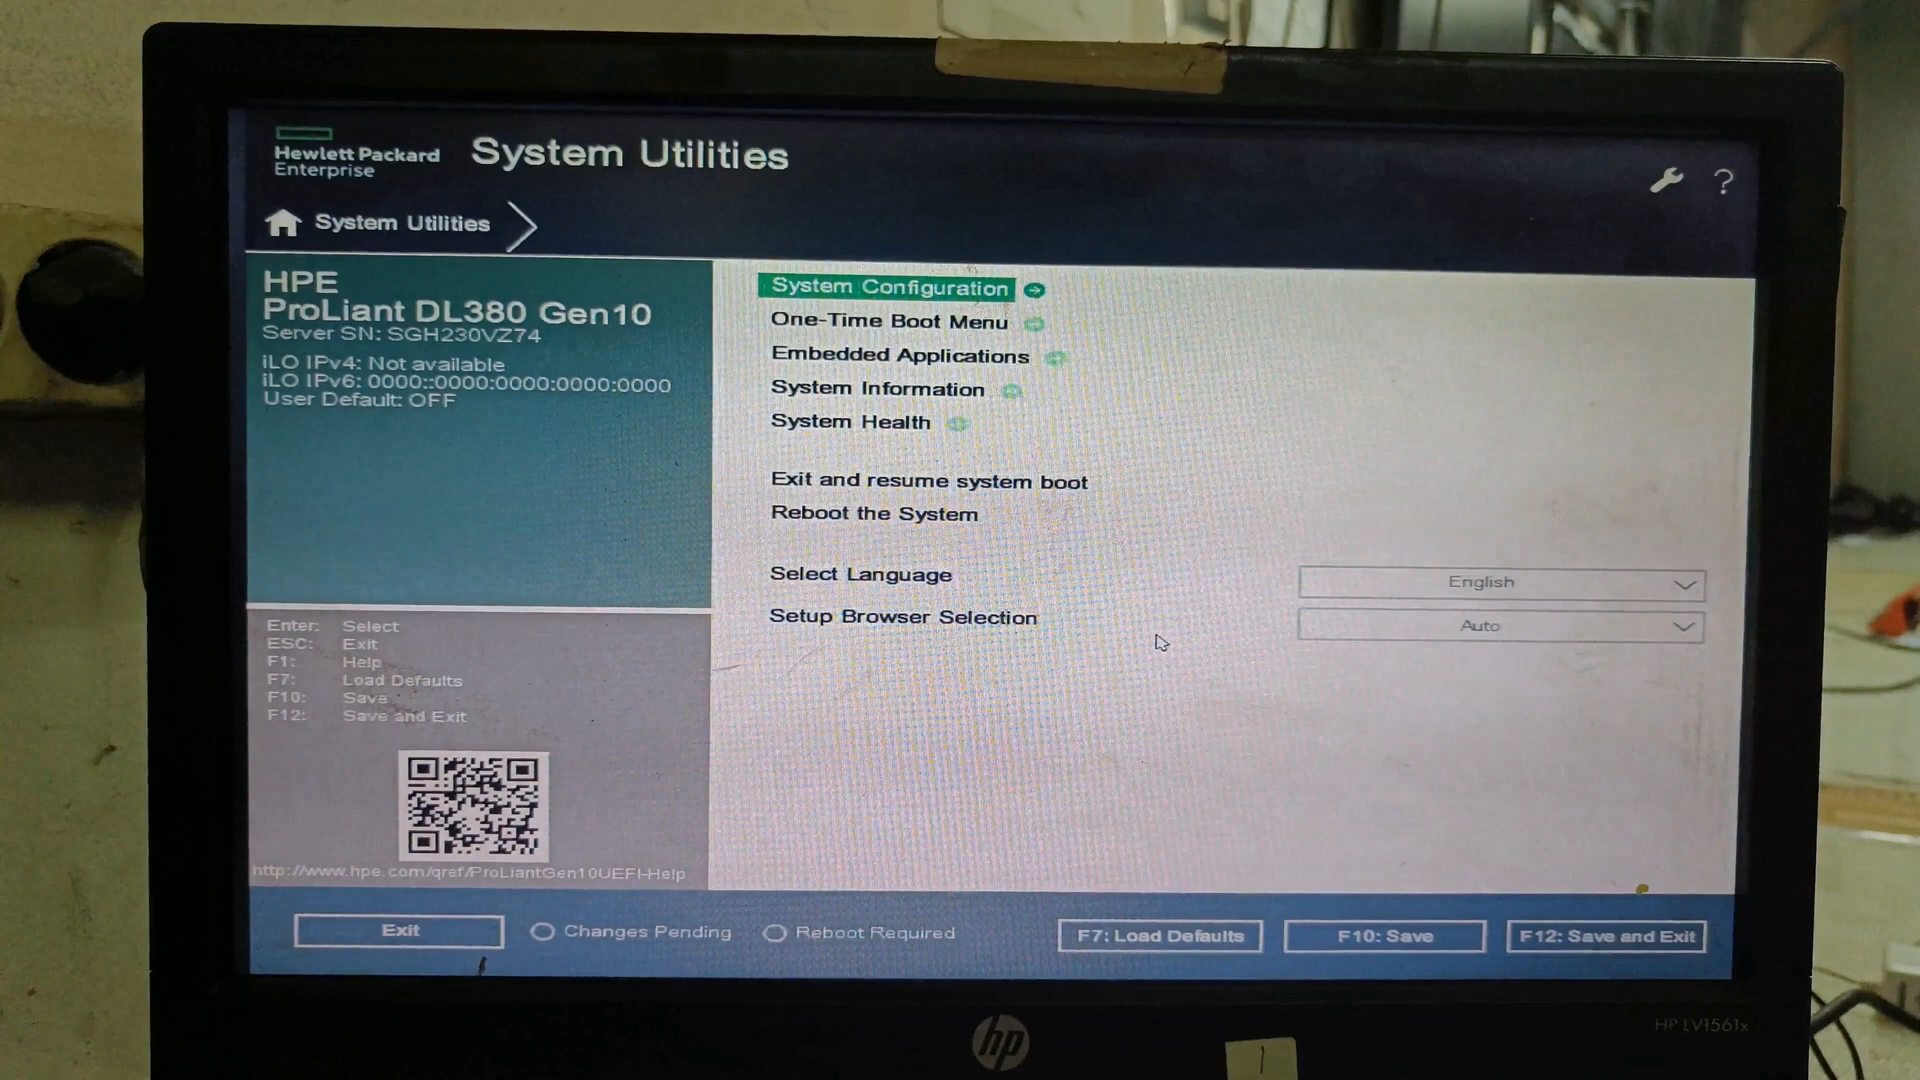 Hewlett Packard
Enterprise
System Utilities
?
System Utilities
HPE
ProLiant DL380 Gen10
Server SN: SGH230VZ74
iLO IPv4: Not available
iLO IPv6: 0000::0000:0000:0000:0000
User Default: OFF
Enter: Select
ESC: Exit
F1: Help
F7: Load Defaults
F10: Save
F12: Save and Exit
http://www.hpe.com/qref/ProLiantGen10UEFI-Help
System Configuration
One-Time Boot Menu
Embedded Applications
System Information
System Health
Exit and resume system boot
Reboot the System
Select Language English
Setup Browser Selection Auto
Exit Changes Pending Reboot Required F7: Load Defaults F10: Save F12: Save and Exit
hp
HP LV1561x